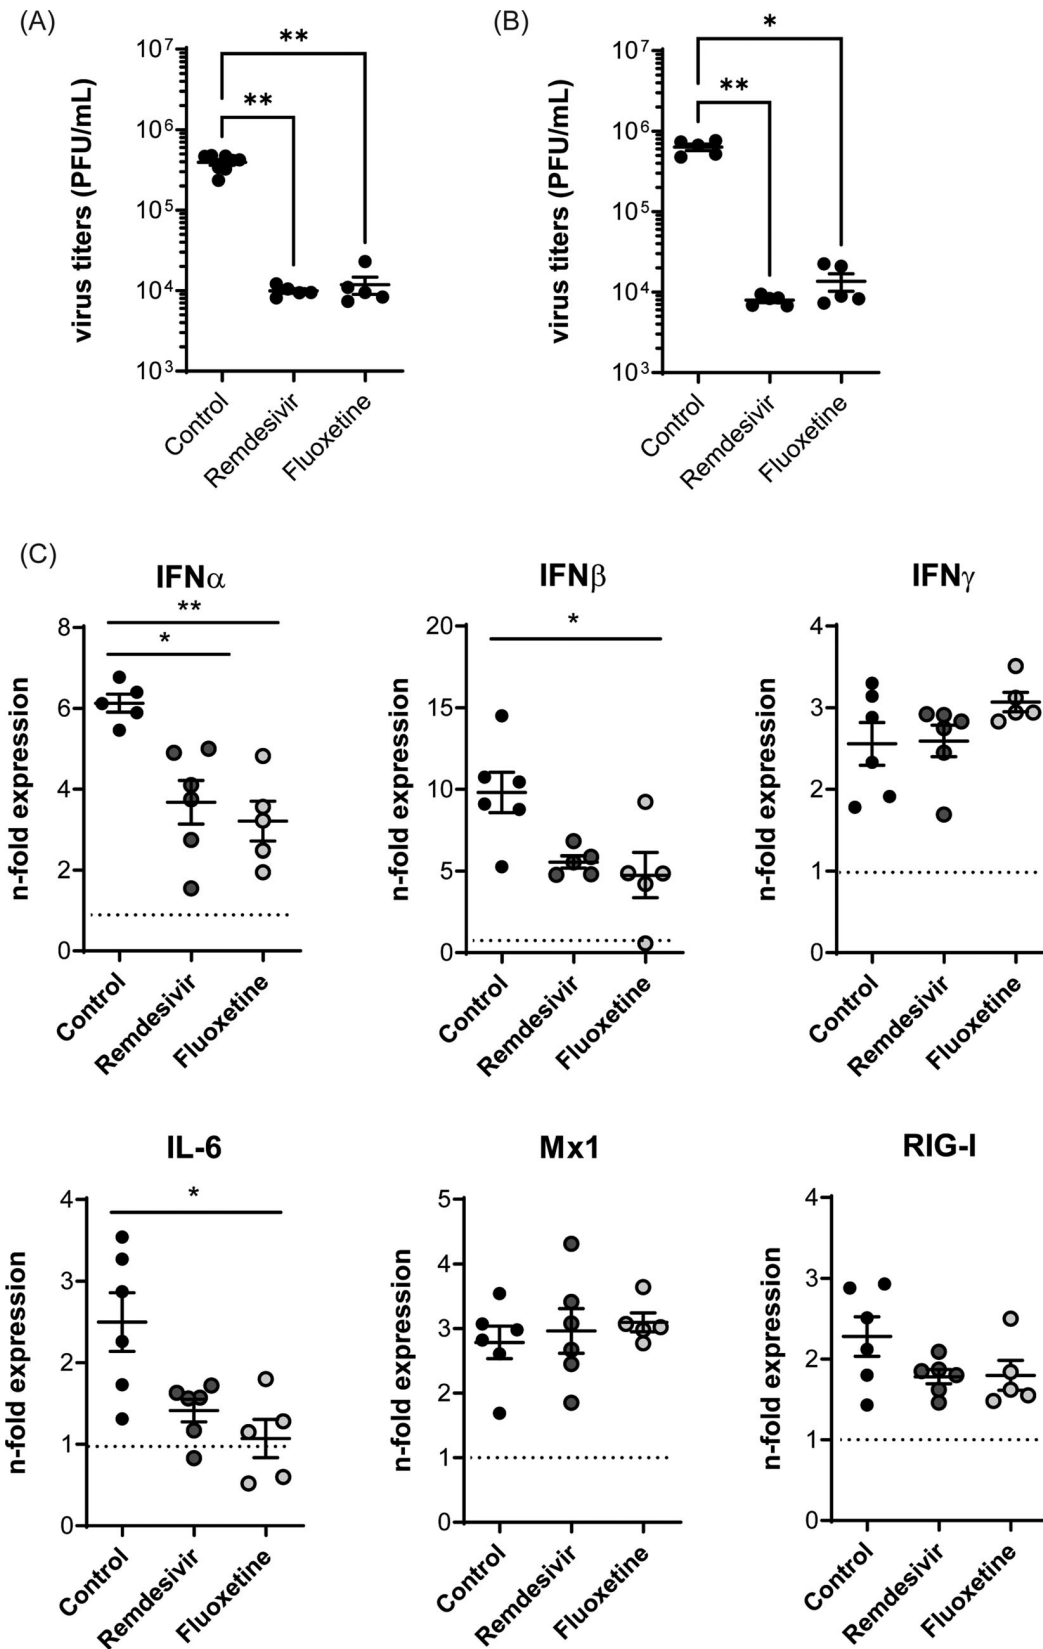 (A)
virus titers (PFU/mL)
10⁷
10⁶
10⁵
10⁴
10³
**
**
Control
Remdesivir
Fluoxetine
(B)
virus titers (PFU/mL)
10⁷
10⁶
10⁵
10⁴
10³
*
**
Control
Remdesivir
Fluoxetine
(C)
IFNα
n-fold expression
8
6
4
2
0
**
*
Control
Remdesivir
Fluoxetine
IFNβ
n-fold expression
20
15
10
5
0
*
Control
Remdesivir
Fluoxetine
IFNγ
n-fold expression
4
3
2
1
0
Control
Remdesivir
Fluoxetine
IL-6
n-fold expression
4
3
2
1
0
*
Control
Remdesivir
Fluoxetine
Mx1
n-fold expression
5
4
3
2
1
0
Control
Remdesivir
Fluoxetine
RIG-I
n-fold expression
4
3
2
1
0
Control
Remdesivir
Fluoxetine